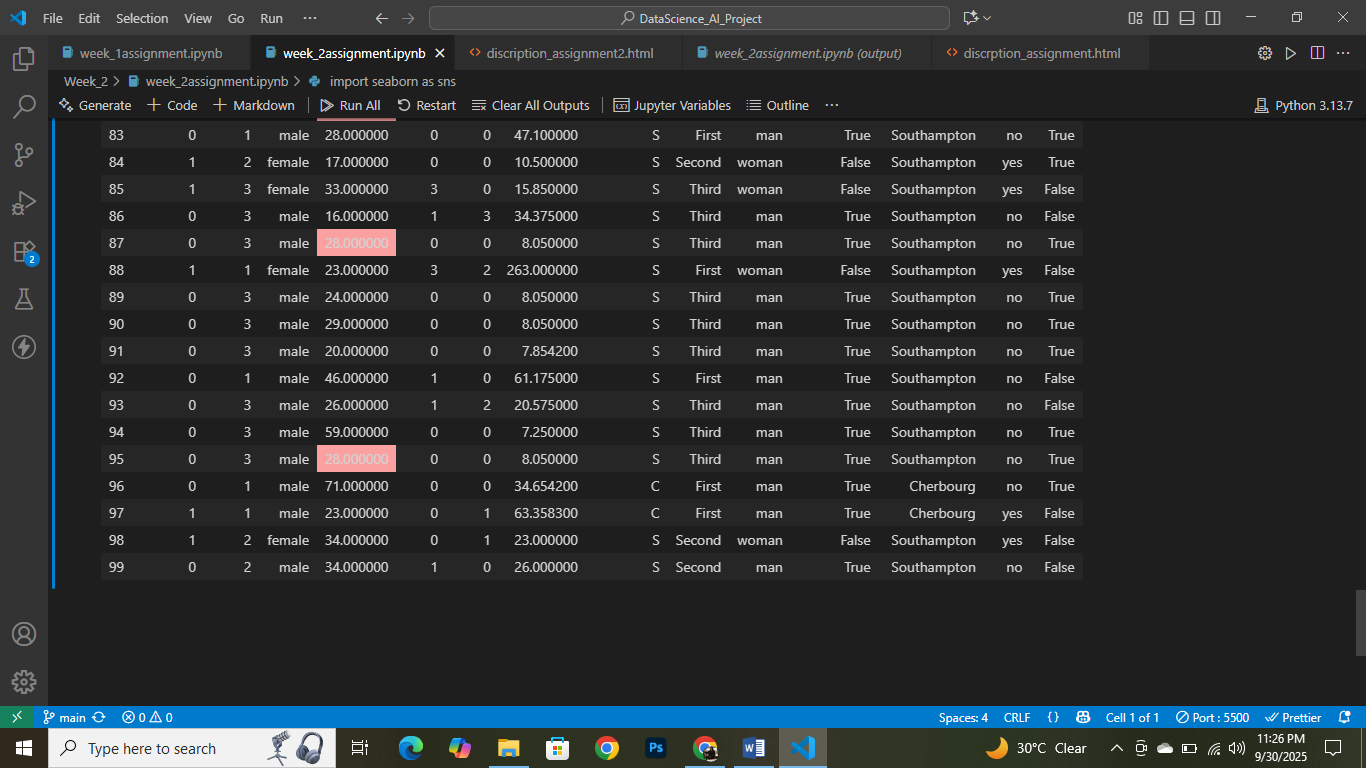 File Edit Selection View Go Run ··· DataScience_AI_Project
week_1assignment.ipynb week_2assignment.ipynb discription_assignment2.html week_2assignment.ipynb (output) discrption_assignment.html
Week_2 > week_2assignment.ipynb > import seaborn as sns
Generate + Code + Markdown Run All Restart Clear All Outputs Jupyter Variables Outline ··· Python 3.13.7
83 0 1 male 28.000000 0 0 47.100000 S First man True Southampton no True
84 1 2 female 17.000000 0 0 10.500000 S Second woman False Southampton yes True
85 1 3 female 33.000000 3 0 15.850000 S Third woman False Southampton yes False
86 0 3 male 16.000000 1 3 34.375000 S Third man True Southampton no False
87 0 3 male 28.000000 0 0 8.050000 S Third man True Southampton no True
88 1 1 female 23.000000 3 2 263.000000 S First woman False Southampton yes False
89 0 3 male 24.000000 0 0 8.050000 S Third man True Southampton no True
90 0 3 male 29.000000 0 0 8.050000 S Third man True Southampton no True
91 0 3 male 20.000000 0 0 7.854200 S Third man True Southampton no True
92 0 1 male 46.000000 1 0 61.175000 S First man True Southampton no False
93 0 3 male 26.000000 1 2 20.575000 S Third man True Southampton no False
94 0 3 male 59.000000 0 0 7.250000 S Third man True Southampton no True
95 0 3 male 28.000000 0 0 8.050000 S Third man True Southampton no True
96 0 1 male 71.000000 0 0 34.654200 C First man True Cherbourg no True
97 1 1 male 23.000000 0 1 63.358300 C First man True Cherbourg yes False
98 1 2 female 34.000000 0 1 23.000000 S Second woman False Southampton yes False
99 0 2 male 34.000000 1 0 26.000000 S Second man True Southampton no False
2
main 0 0 Spaces: 4 CRLF {} Cell 1 of 1 Port : 5500 Prettier
Type here to search Ps W 30°C Clear 11:26 PM
9/30/2025